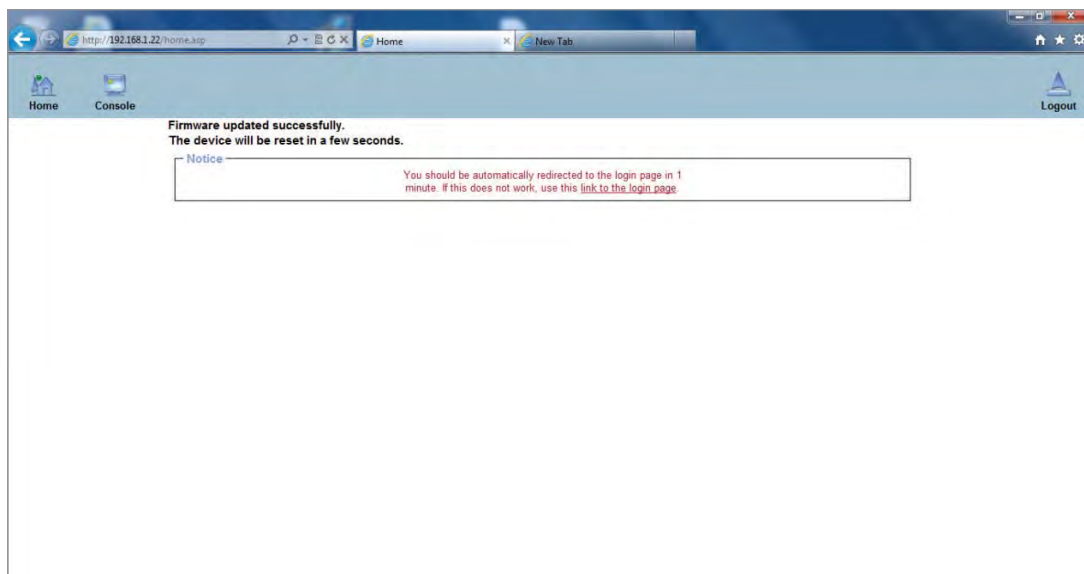 http://192.168.1.22/home.asp
Home
New Tab
Home
Console
Logout
Firmware updated successfully.
The device will be reset in a few seconds.
Notice
You should be automatically redirected to the login page in 1
minute. If this does not work, use this link to the login page.